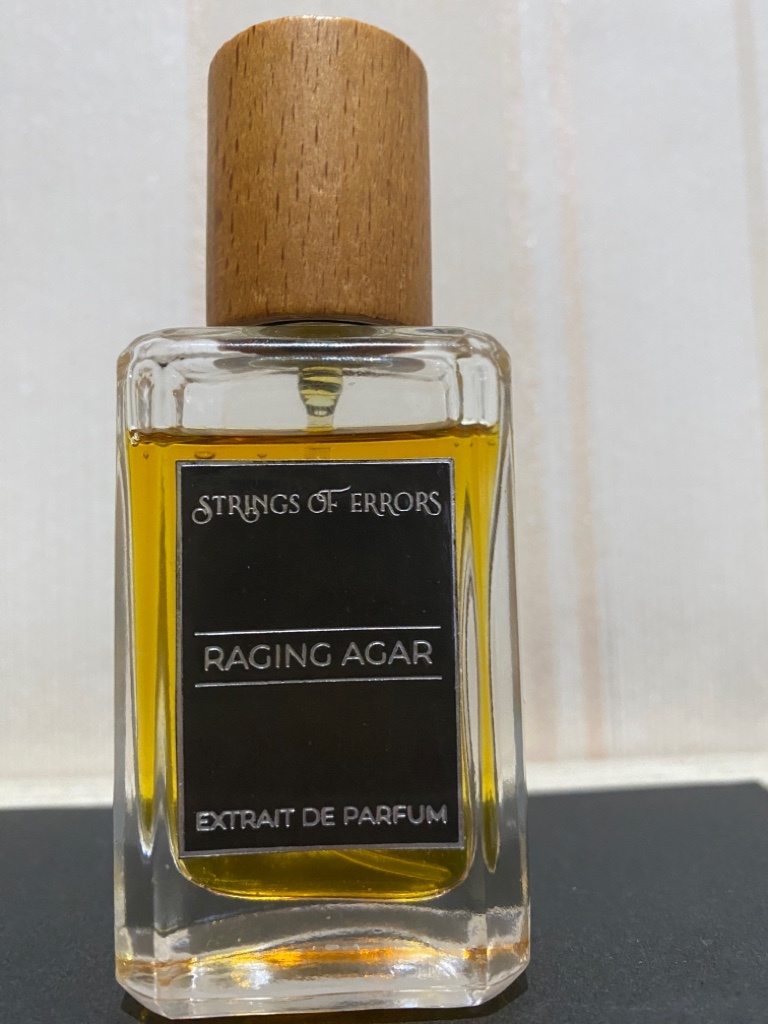 STRINGS OF ERRORS
RAGING AGAR
EXTRAIT DE PARFUM